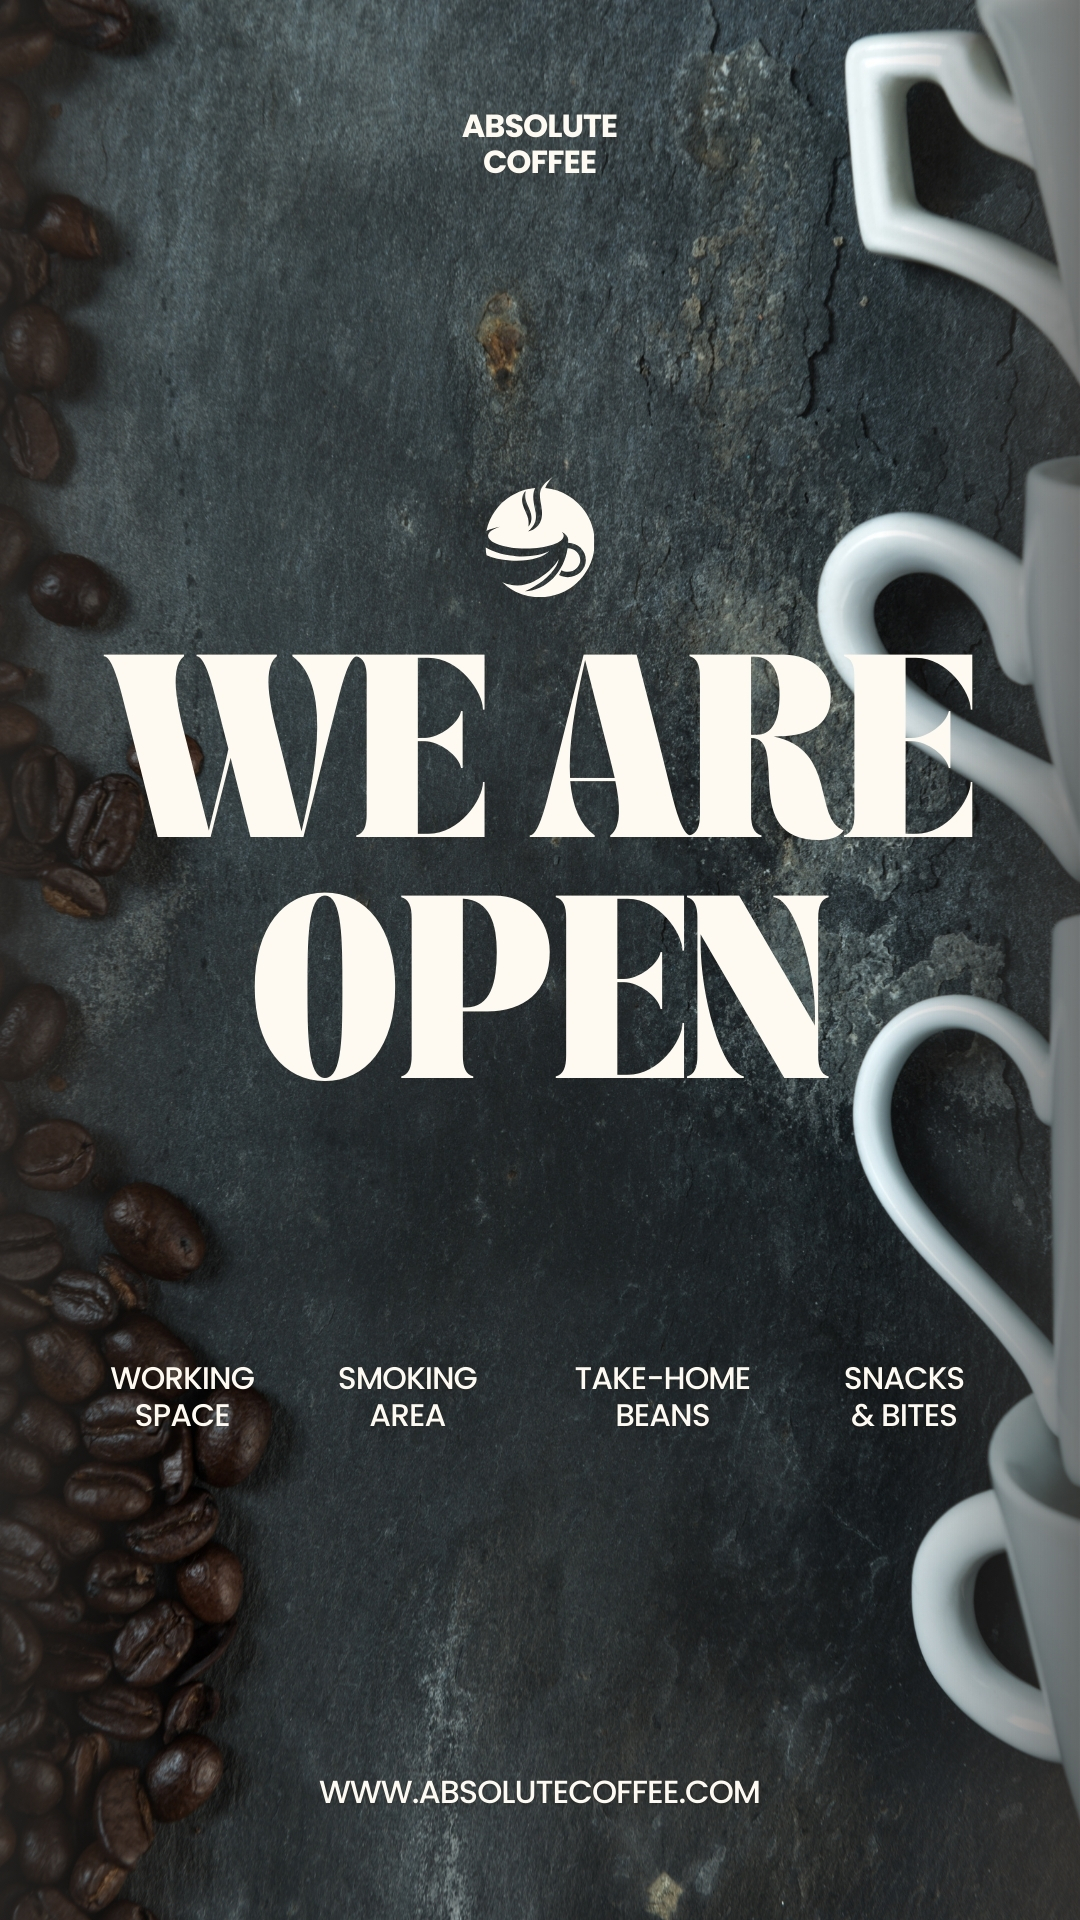 ABSOLUTE
COFFEE
WE ARE
OPEN
WORKING
SPACE
SMOKING
AREA
TAKE-HOME
BEANS
SNACKS
& BITES
WWW.ABSOLUTECOFFEE.COM